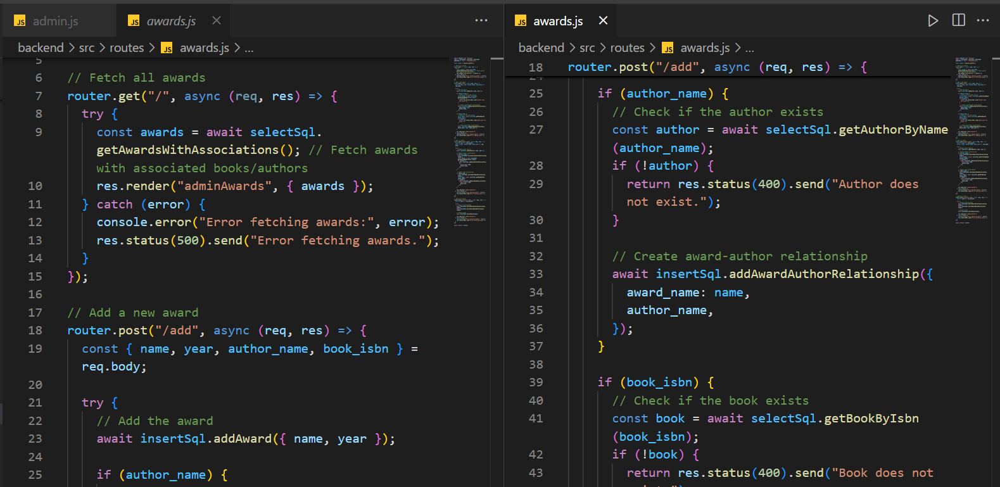 admin.js
awards.js
backend > src > routes > JS awards.js > ...
5
6 // Fetch all awards
7 router.get("/", async (req, res) => {
8 try {
9 const awards = await selectSql.
getAwardsWithAssociations(); // Fetch awards
with associated books/authors
10 res.render("adminAwards", { awards });
11 } catch (error) {
12 console.error("Error fetching awards:", error);
13 res.status(500).send("Error fetching awards.");
14 }
15 });
16
17 // Add a new award
18 router.post("/add", async (req, res) => {
19 const { name, year, author_name, book_isbn } =
req.body;
20
21 try {
22 // Add the award
23 await insertSql.addAward({ name, year });
24
25 if (author_name) {
JS awards.js
backend > src > routes > JS awards.js > ...
18 router.post("/add", async (req, res) => {
25 if (author_name) {
26 // Check if the author exists
27 const author = await selectSql.getAuthorByName
(author_name);
28 if (!author) {
29 return res.status(400).send("Author does
not exist.");
30 }
31
32 // Create award-author relationship
33 await insertSql.addAwardAuthorRelationship({
34 award_name: name,
35 author_name,
36 });
37 }
38
39 if (book_isbn) {
40 // Check if the book exists
41 const book = await selectSql.getBookByIsbn
(book_isbn);
42 if (!book) {
43 return res.status(400).send("Book does not